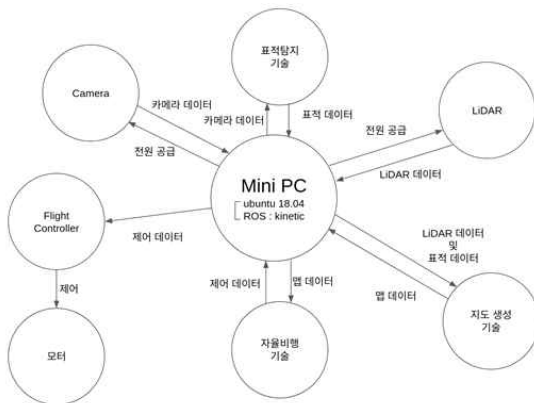 표적탐지
기술
Camera
카메라 데이터
카메라 데이터
표적 데이터
LiDAR
전원 공급
전원 공급
LiDAR 데이터
Mini PC
ubuntu 18.04
ROS : kinetic
Flight
Controller
제어 데이터
LiDAR 데이터
및
표적 데이터
제어
제어 데이터
맵 데이터
맵 데이터
지도 생성
기술
모터
자율비행
기술